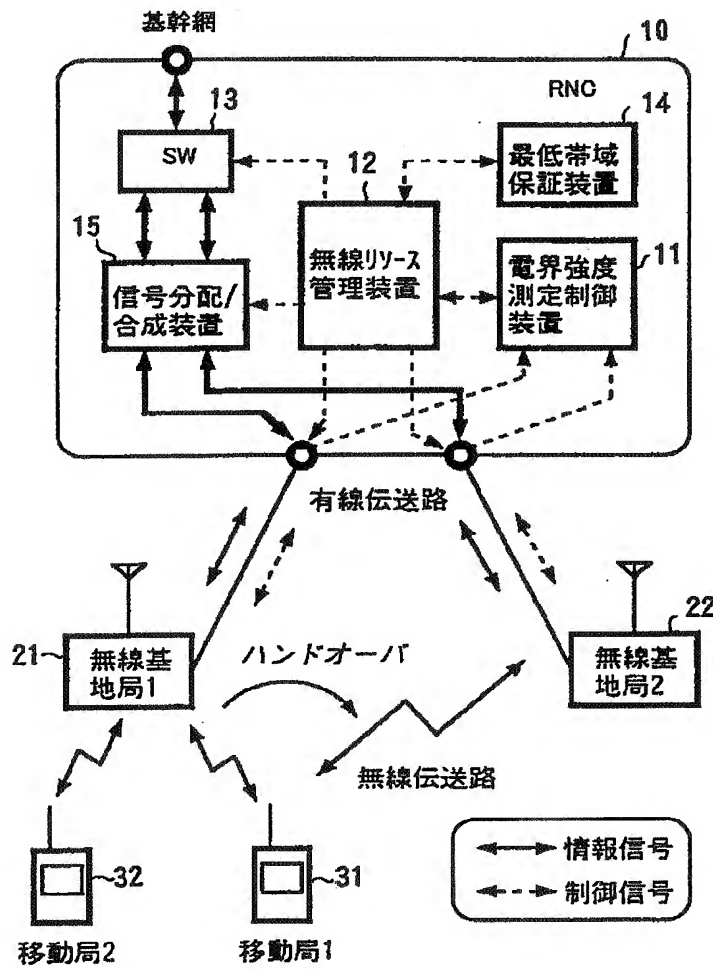 基幹網
10
RNC
13
SW
14
最低帯域
保証装置
12
無線リソース
管理装置
15
信号分配/
合成装置
11
電界強度
測定制御
装置
有線伝送路
21
無線基
地局1
ハンドオーバ
22
無線基
地局2
無線伝送路
32
移動局2
31
移動局1
情報信号
制御信号